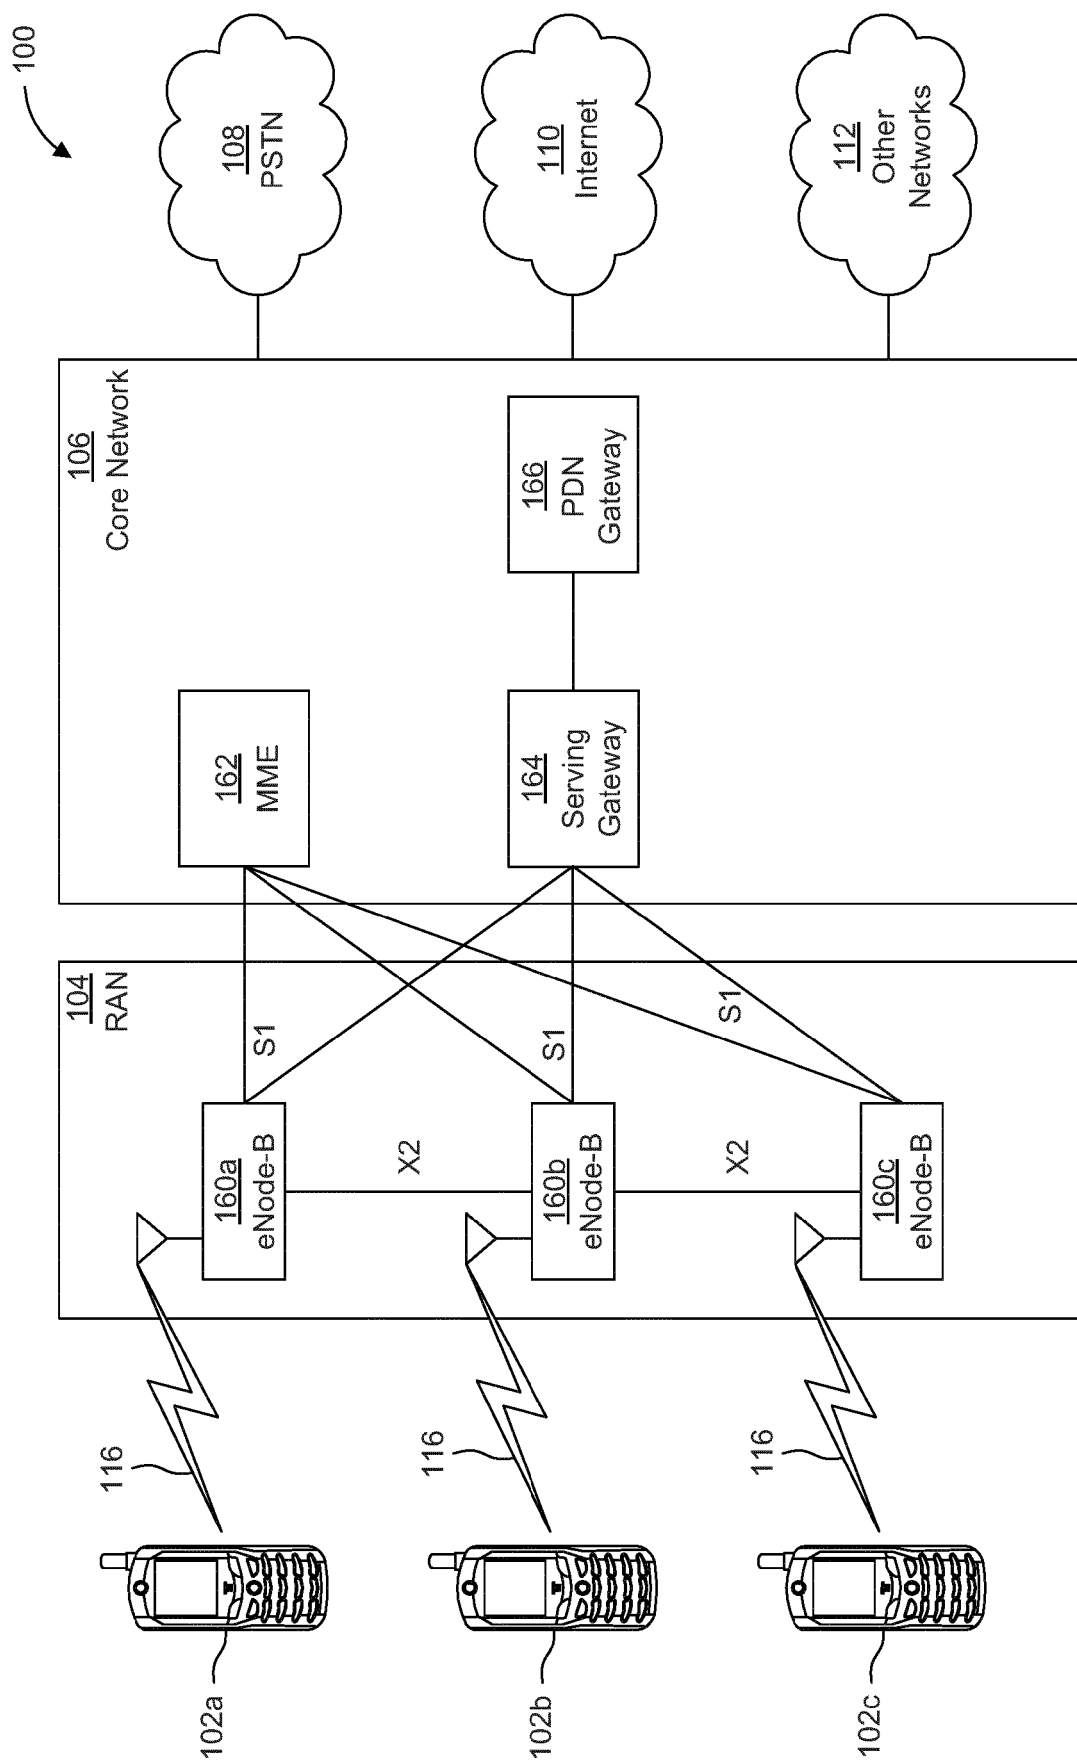 100
108
PSTN
110
Internet
112
Other
Networks
106
Core Network
166
PDN
Gateway
162
MME
164
Serving
Gateway
104
RAN
S1
S1
S1
160a
eNode-B
X2
160b
eNode-B
X2
160c
eNode-B
116
116
116
102a
102b
102c